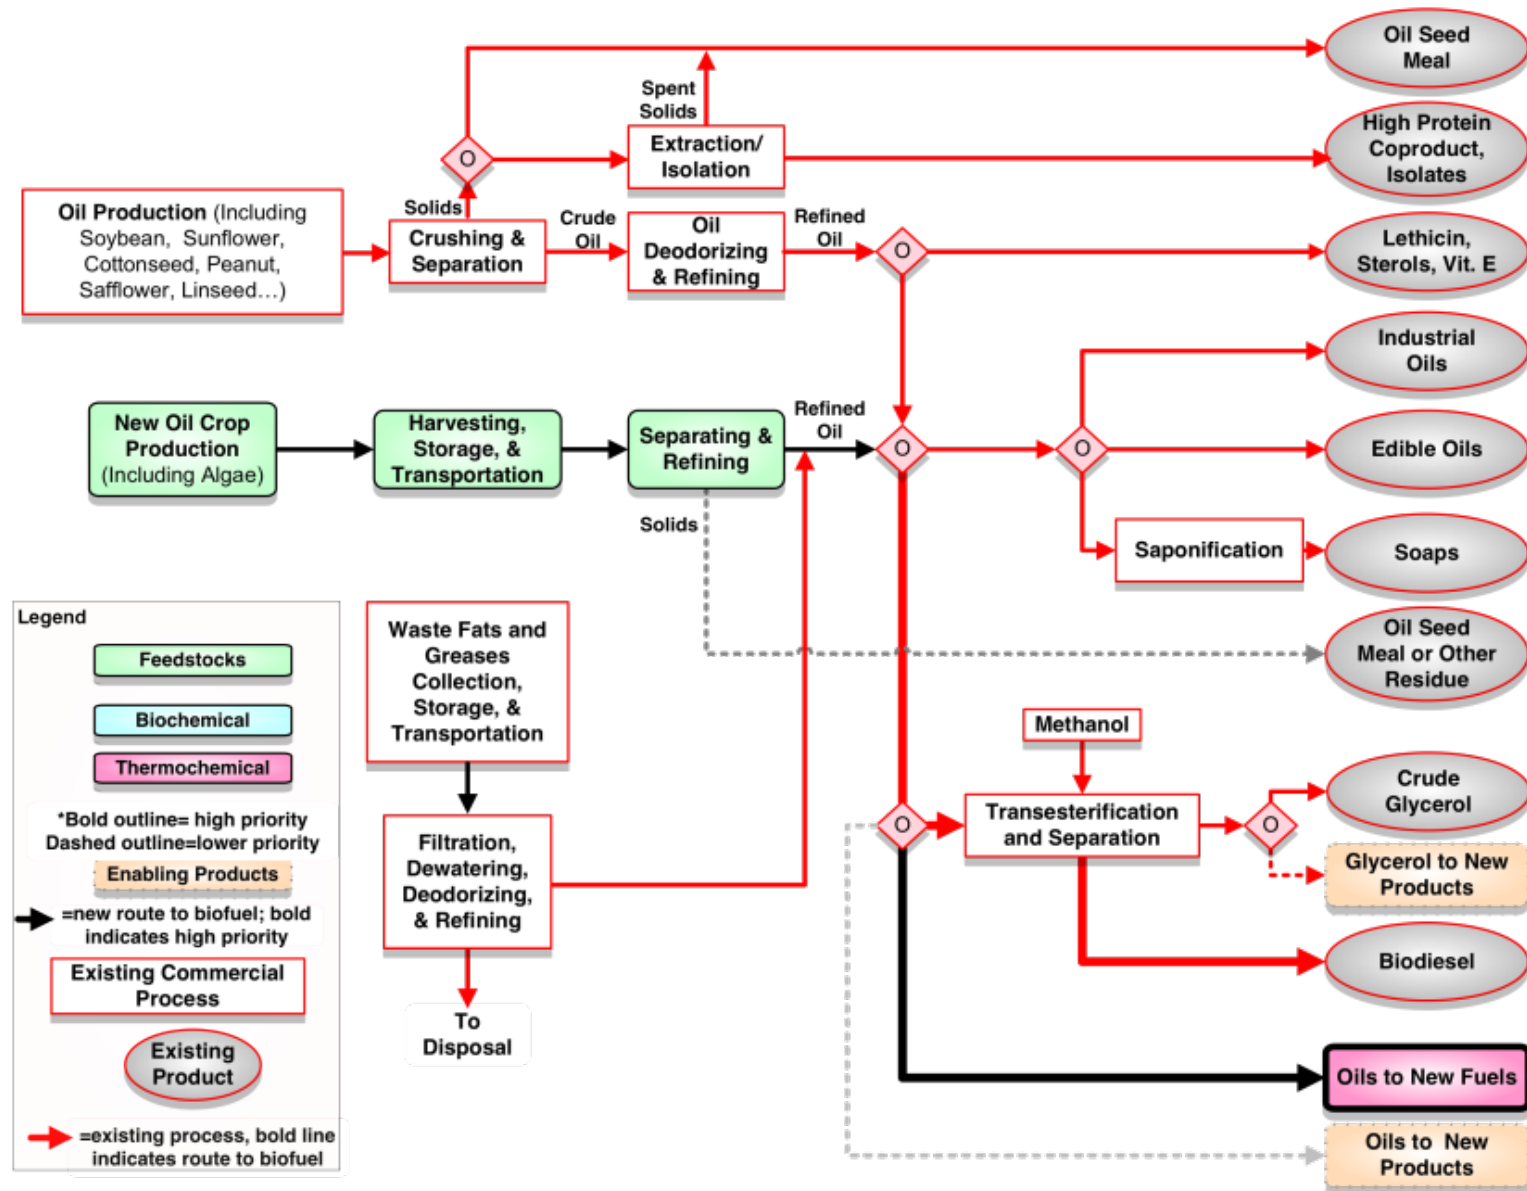 Oil Seed
Meal
Spent
Solids
High Protein
Coproduct,
Isolates
O
Extraction/
Isolation
Solids
Oil Production (Including
Soybean, Sunflower,
Cottonseed, Peanut,
Safflower, Linseed...)
Crushing &
Separation
Crude
Oil
Oil
Deodorizing
& Refining
Refined
Oil
O
Lethicin,
Sterols, Vit. E
Industrial
Oils
New Oil Crop
Production
(Including Algae)
Harvesting,
Storage, &
Transportation
Separating &
Refining
Refined
Oil
O
O
Edible Oils
Solids
Saponification
Soaps
Oil Seed
Meal or Other
Residue
Legend
Feedstocks
Biochemical
Thermochemical
*Bold outline= high priority
Dashed outline=lower priority
Enabling Products
=new route to biofuel; bold
indicates high priority
Existing Commercial
Process
Existing
Product
=existing process, bold line
indicates route to biofuel
Waste Fats and
Greases
Collection,
Storage, &
Transportation
Filtration,
Dewatering,
Deodorizing,
& Refining
To
Disposal
Methanol
O
Transesterification
and Separation
O
Crude
Glycerol
Glycerol to New
Products
Biodiesel
Oils to New Fuels
Oils to New
Products